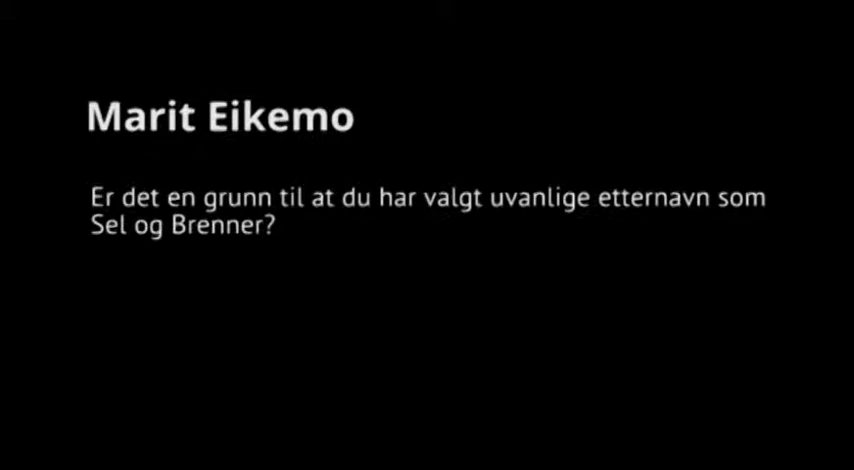 Marit Eikemo
Er det en grunn til at du har valgt uvanlige etternavn som
Sel og Brenner?